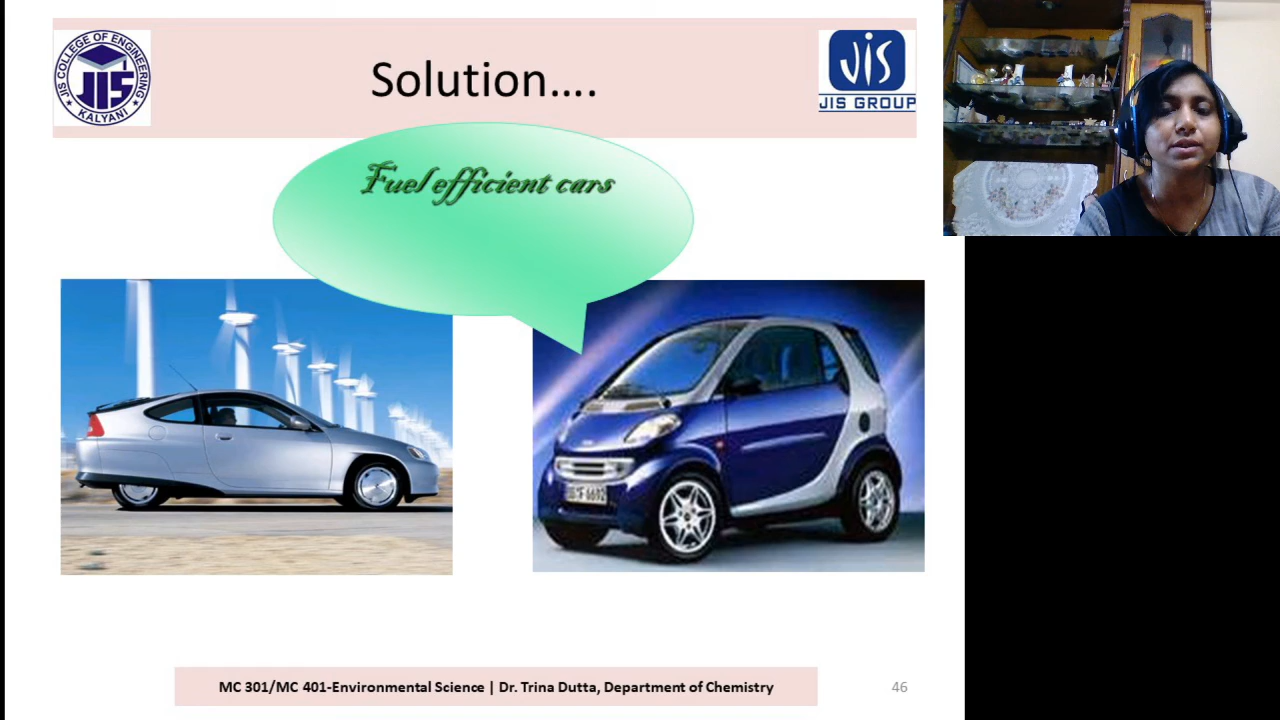 JIS COLLEGE OF ENGINEERING
JIS
KALYANI
Solution....
JIS
JIS GROUP
Fuel efficient cars
MC 301/MC 401-Environmental Science | Dr. Trina Dutta, Department of Chemistry
46